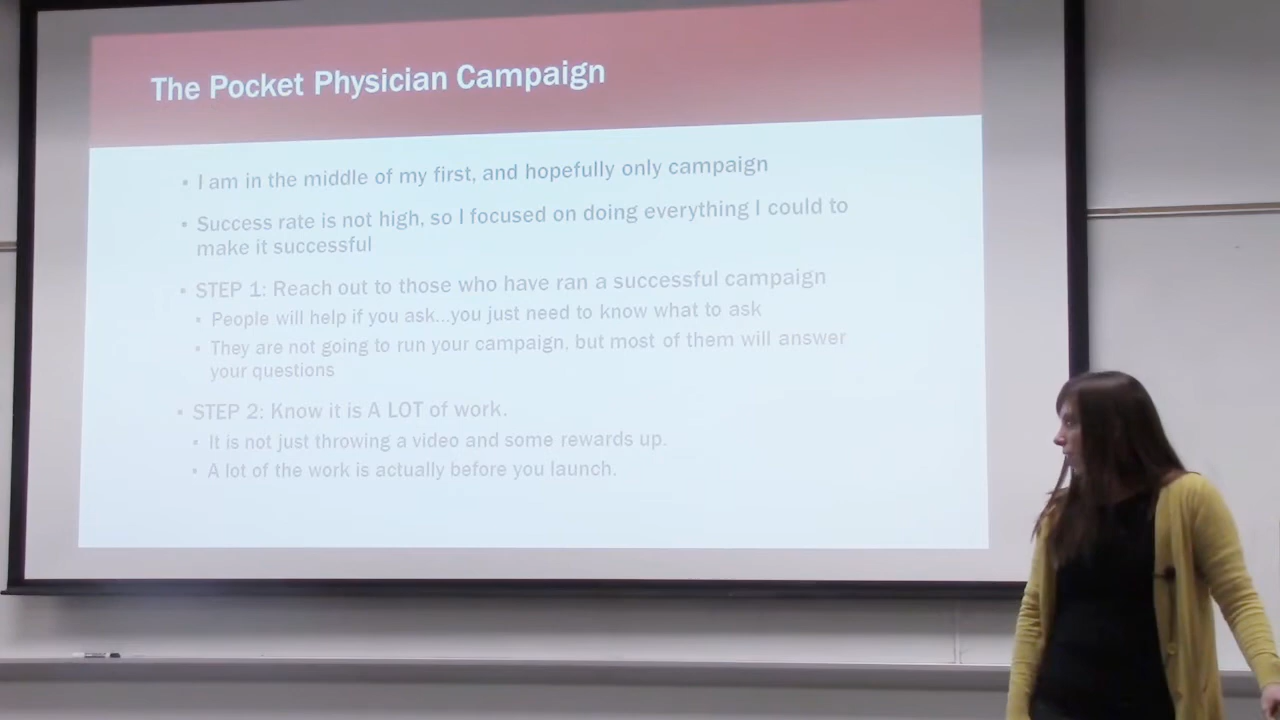 The Pocket Physician Campaign
▪ I am in the middle of my first, and hopefully only campaign
▪ Success rate is not high, so I focused on doing everything I could to
make it successful
▪ STEP 1: Reach out to those who have ran a successful campaign
▪ People will help if you ask...you just need to know what to ask
▪ They are not going to run your campaign, but most of them will answer
your questions
▪ STEP 2: Know it is A LOT of work.
▪ It is not just throwing a video and some rewards up.
▪ A lot of the work is actually before you launch.